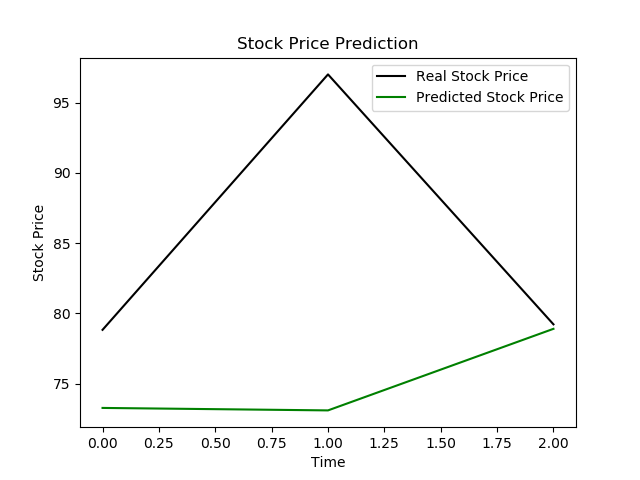 Stock Price Prediction
Real Stock Price
Predicted Stock Price
Stock Price
95
90
85
80
75
0.00 0.25 0.50 0.75 1.00 1.25 1.50 1.75 2.00
Time